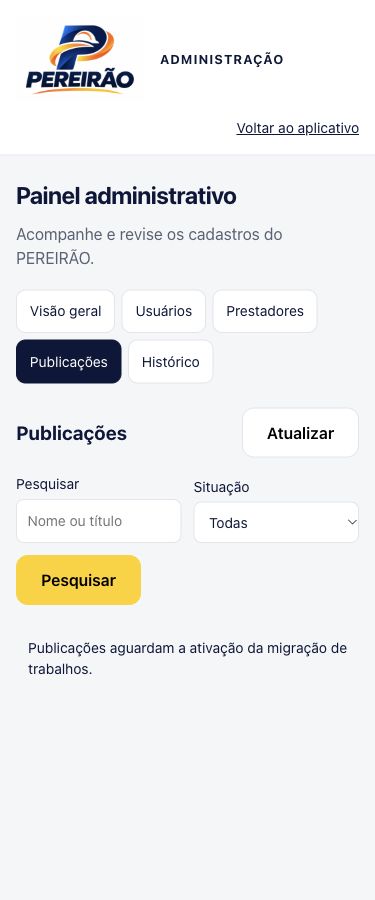 PEREIRÃO
ADMINISTRAÇÃO
Voltar ao aplicativo
Painel administrativo
Acompanhe e revise os cadastros do
PEREIRÃO.
Visão geral
Usuários
Prestadores
Publicações
Histórico
Publicações
Atualizar
Pesquisar
Situação
Nome ou título
Todas
Pesquisar
Publicações aguardam a ativação da migração de
trabalhos.